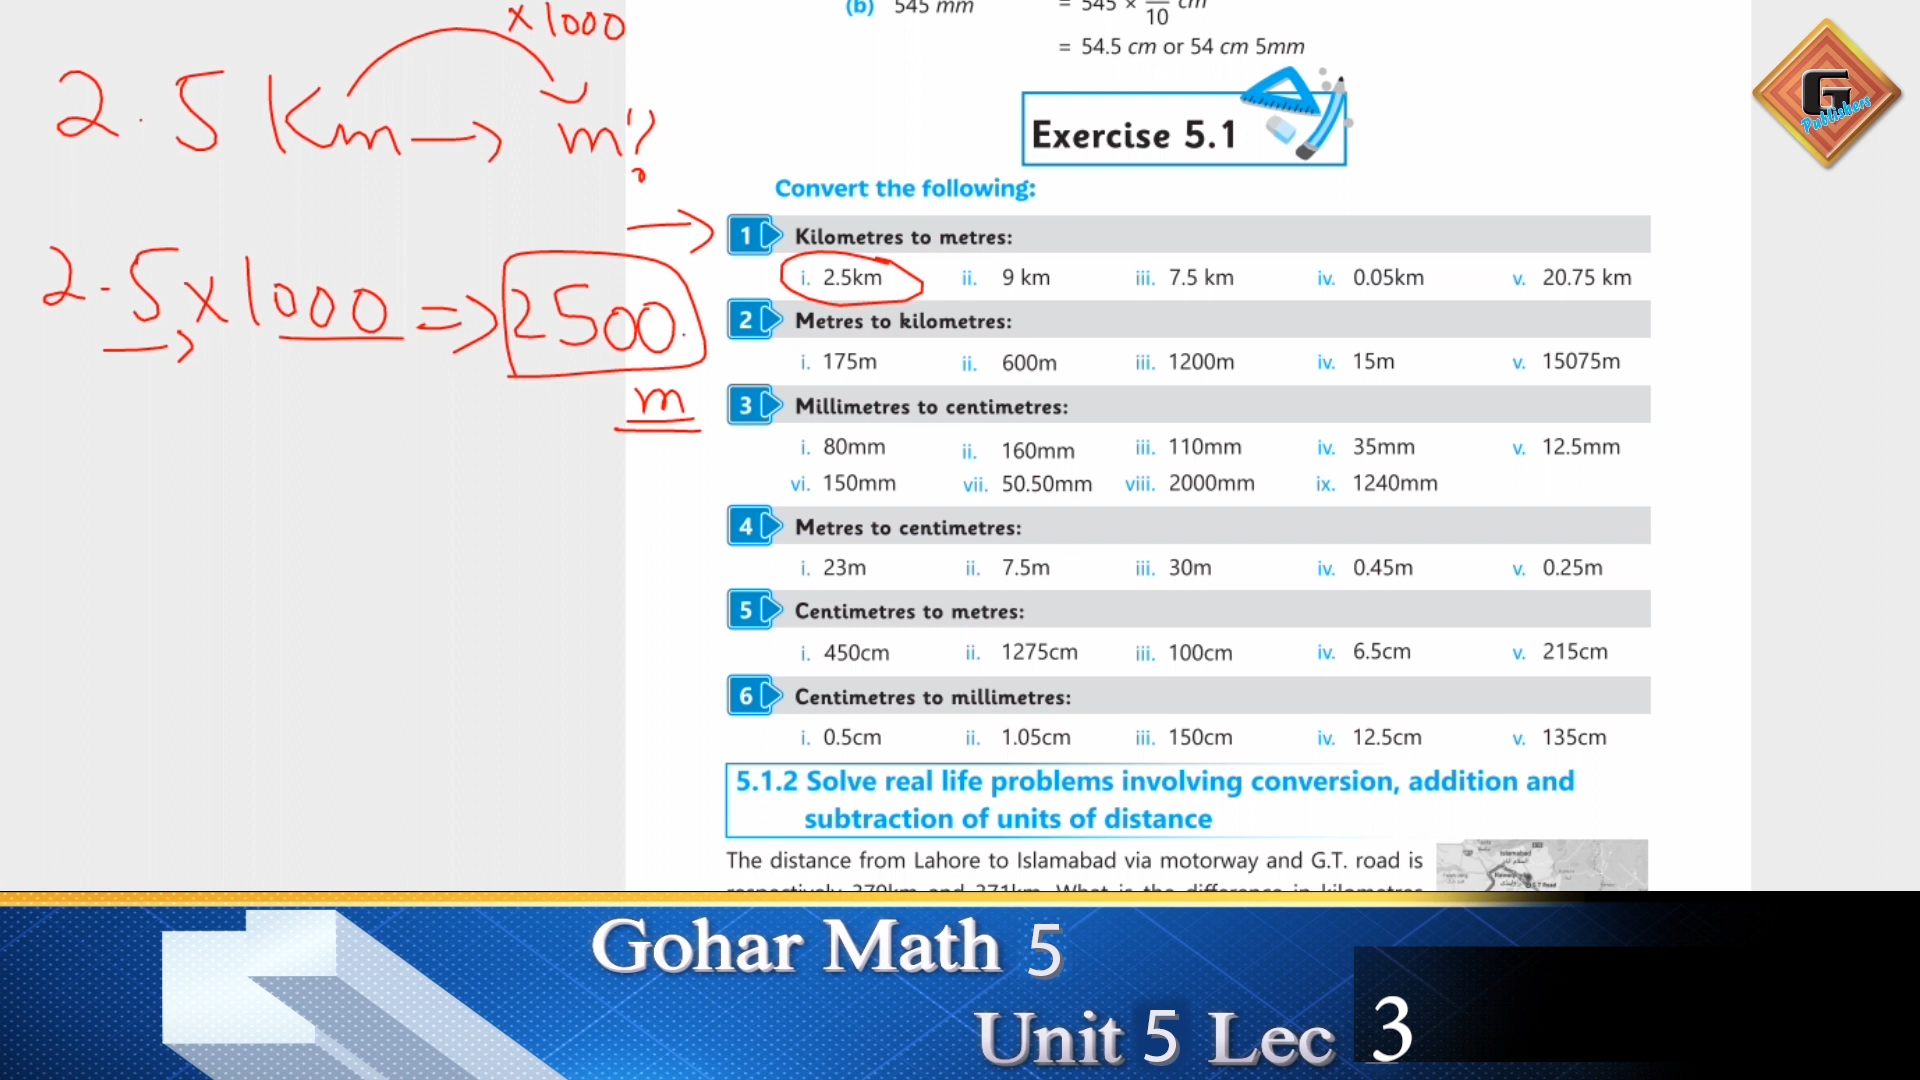 ×1000
2.5 Km → m?
2.5×1000 => 2500.
m
(b) 545 mm = 545 × /10 cm
= 54.5 cm or 54 cm 5mm
Exercise 5.1
Convert the following:
1 Kilometres to metres:
i. 2.5km ii. 9 km iii. 7.5 km iv. 0.05km v. 20.75 km
2 Metres to kilometres:
i. 175m ii. 600m iii. 1200m iv. 15m v. 15075m
3 Millimetres to centimetres:
i. 80mm ii. 160mm iii. 110mm iv. 35mm v. 12.5mm
vi. 150mm vii. 50.50mm viii. 2000mm ix. 1240mm
4 Metres to centimetres:
i. 23m ii. 7.5m iii. 30m iv. 0.45m v. 0.25m
5 Centimetres to metres:
i. 450cm ii. 1275cm iii. 100cm iv. 6.5cm v. 215cm
6 Centimetres to millimetres:
i. 0.5cm ii. 1.05cm iii. 150cm iv. 12.5cm v. 135cm
5.1.2 Solve real life problems involving conversion, addition and
subtraction of units of distance
The distance from Lahore to Islamabad via motorway and G.T. road is
Islamabad
G.T Road
G
Publishers
Gohar Math 5
Unit 5 Lec 3